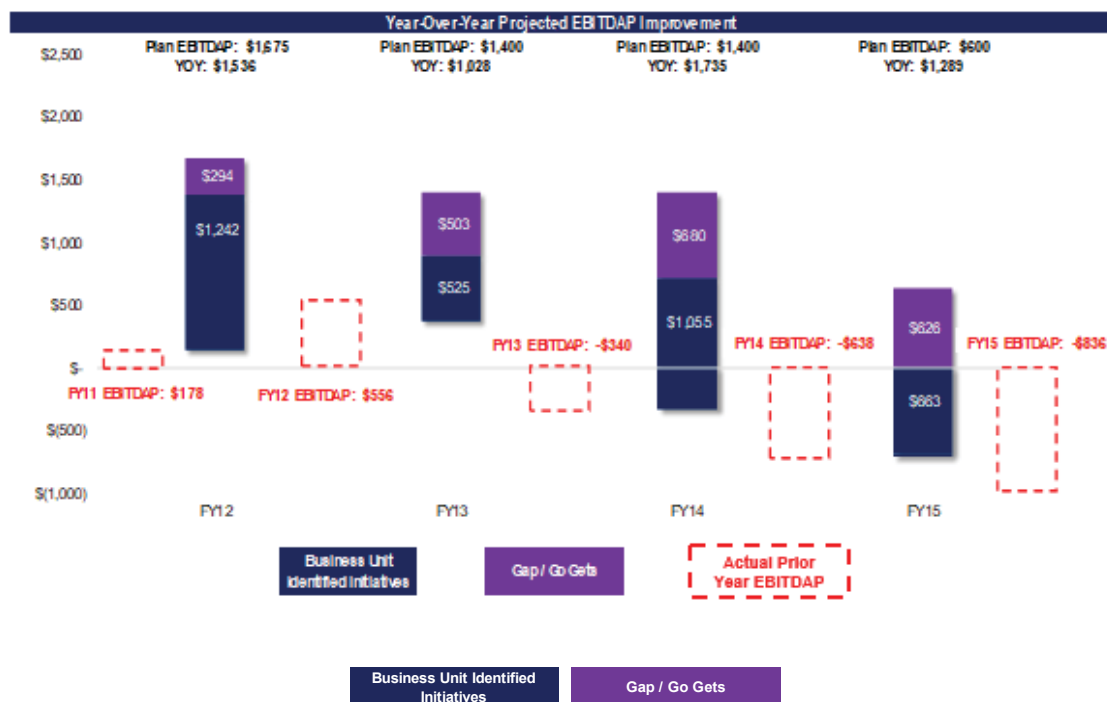 Year-Over-Year Projected EBITDAP Improvement
Plan EBITDAP: $1,675
YOY: $1,536
Plan EBITDAP: $1,400
YOY: $1,028
Plan EBITDAP: $1,400
YOY: $1,735
Plan EBITDAP: $600
YOY: $1,289
$2,500
$2,000
$1,500
$1,000
$500
$-
$(500)
$(1,000)
$294
$1,242
$503
$525
$680
$1,055
$626
$663
FY11 EBITDAP: $178
FY12 EBITDAP: $556
FY13 EBITDAP: -$340
FY14 EBITDAP: -$638
FY15 EBITDAP: -$836
FY12
FY13
FY14
FY15
Business Unit
Identified Initiatives
Gap / Go Gets
Actual Prior
Year EBITDAP
Business Unit Identified
Initiatives
Gap / Go Gets